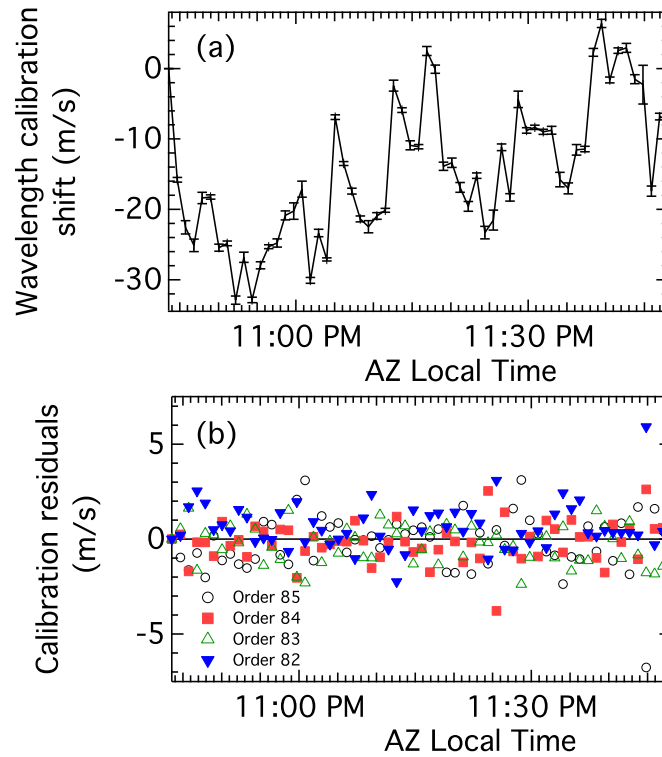 (a)
0
-10
-20
-30
Wavelength calibration
shift (m/s)
11:00 PM
11:30 PM
AZ Local Time
(b)
5
0
-5
Calibration residuals
(m/s)
Order 85
Order 84
Order 83
Order 82
11:00 PM
11:30 PM
AZ Local Time